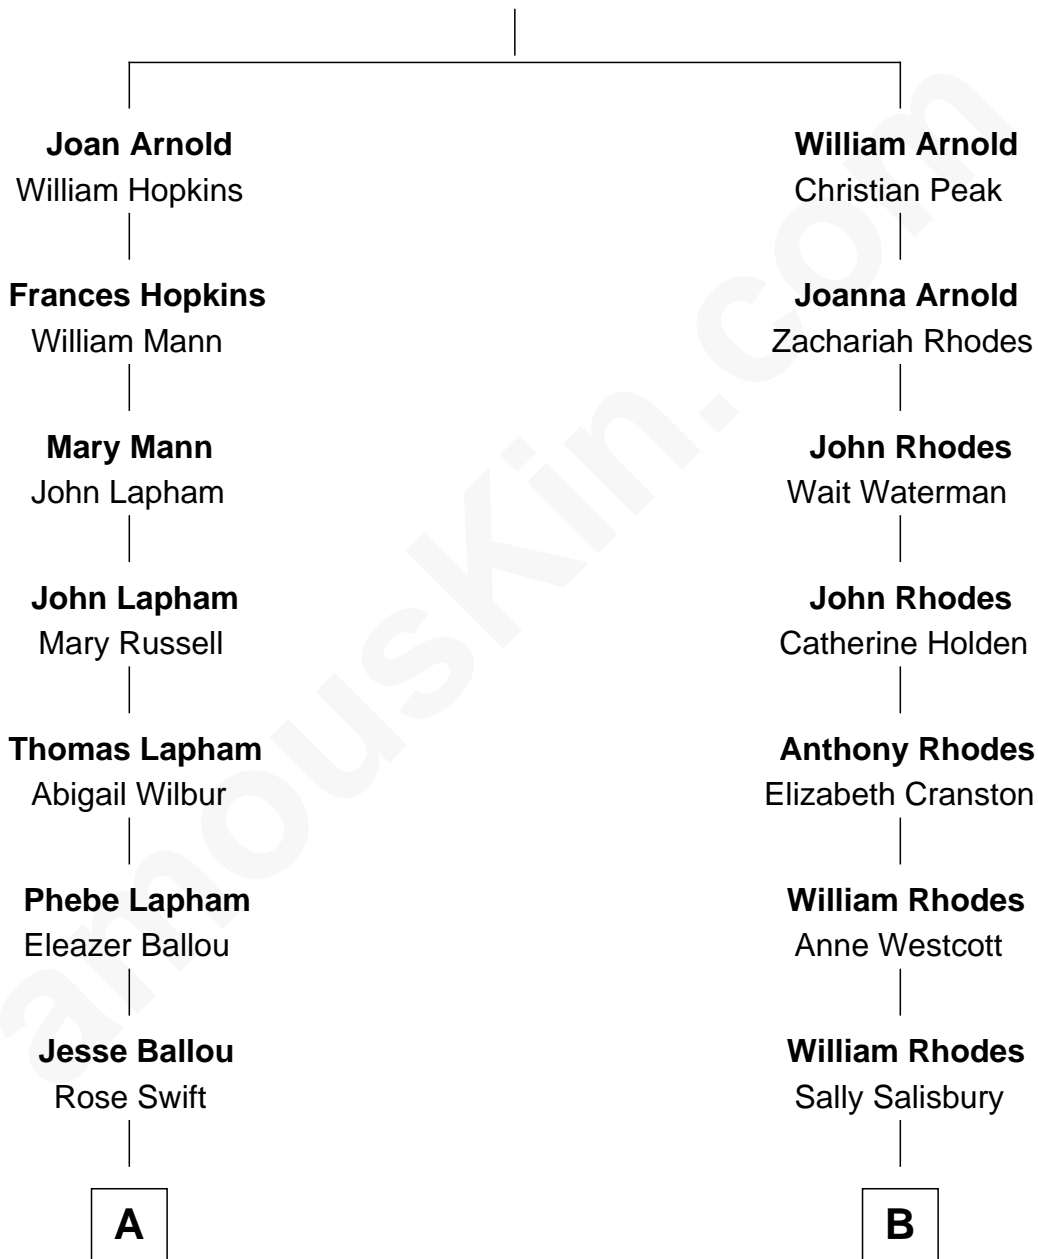 Joan Arnold
William Hopkins
William Arnold
Christian Peak
Frances Hopkins
William Mann
Joanna Arnold
Zachariah Rhodes
Mary Mann
John Lapham
John Rhodes
Wait Waterman
John Lapham
Mary Russell
John Rhodes
Catherine Holden
Thomas Lapham
Abigail Wilbur
Anthony Rhodes
Elizabeth Cranston
Phebe Lapham
Eleazer Ballou
William Rhodes
Anne Westcott
Jesse Ballou
Rose Swift
William Rhodes
Sally Salisbury
A
B
amouskin.com